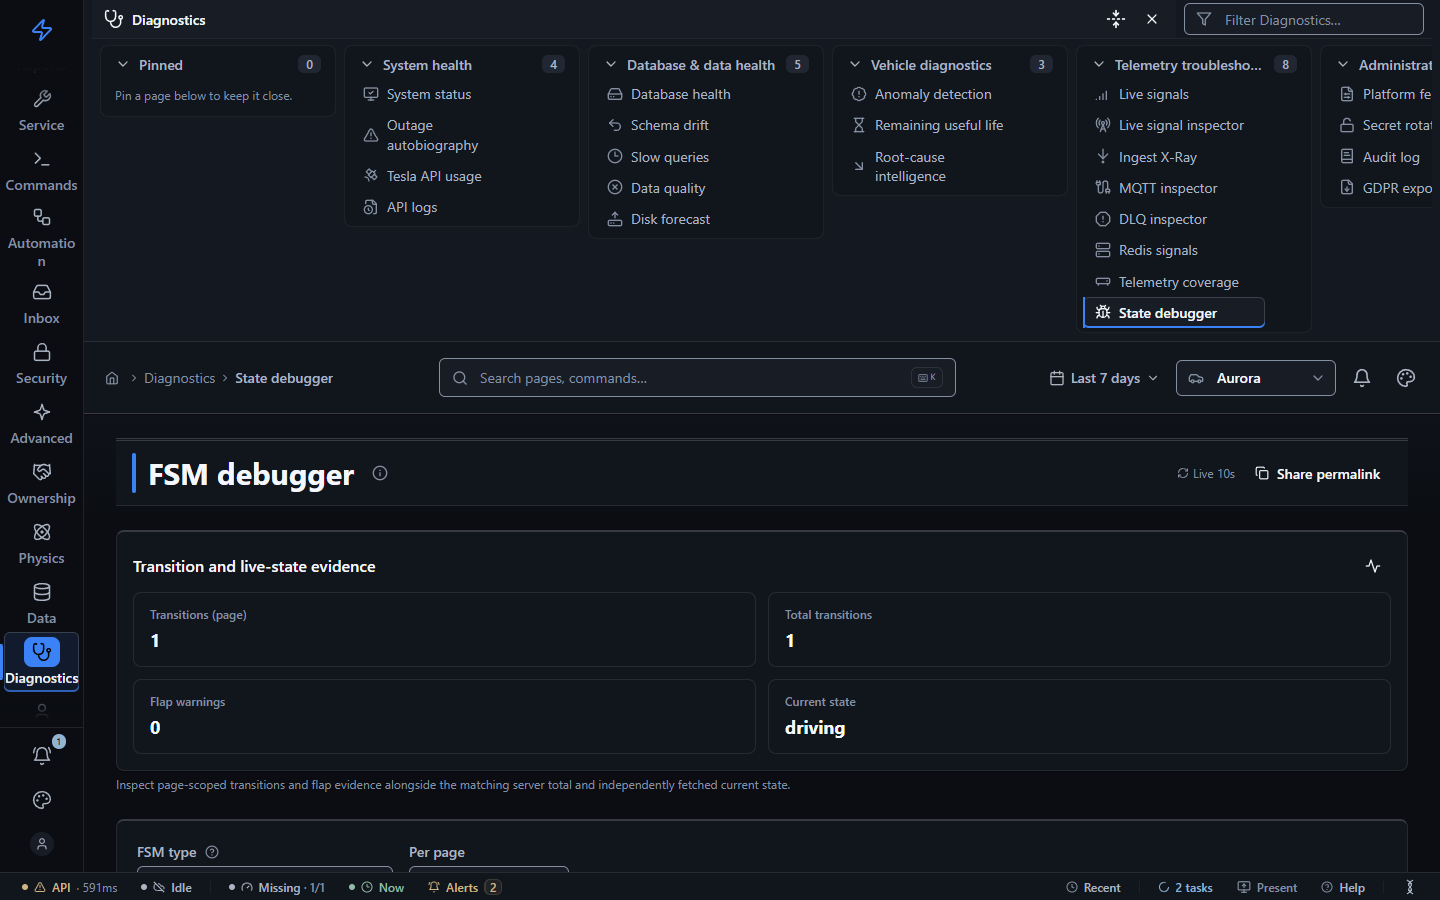 Diagnostics
Filter Diagnostics...
Pinned 0
Pin a page below to keep it close.
System health 4
System status
Outage
autobiography
Tesla API usage
API logs
Database & data health 5
Database health
Schema drift
Slow queries
Data quality
Disk forecast
Vehicle diagnostics 3
Anomaly detection
Remaining useful life
Root-cause
intelligence
Telemetry troublesho... 8
Live signals
Live signal inspector
Ingest X-Ray
MQTT inspector
DLQ inspector
Redis signals
Telemetry coverage
State debugger
Administrat
Platform fe
Secret rotat
Audit log
GDPR expo
Service
Commands
Automatio
n
Inbox
Security
Advanced
Ownership
Physics
Data
Diagnostics
1
Diagnostics State debugger
Search pages, commands...
K
Last 7 days
Aurora
FSM debugger
Live 10s
Share permalink
Transition and live-state evidence
Transitions (page)
1
Total transitions
1
Flap warnings
0
Current state
driving
Inspect page-scoped transitions and flap evidence alongside the matching server total and independently fetched current state.
FSM type
Per page
API · 591ms
Idle
Missing · 1/1
Now
Alerts 2
Recent
2 tasks
Present
Help